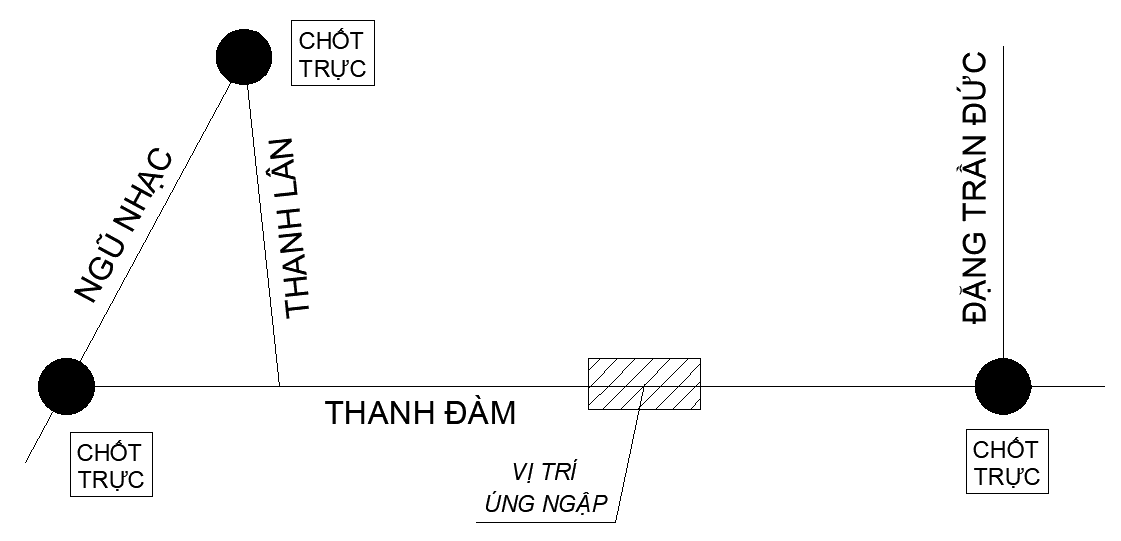 CHỐT
TRỰC
NGŨ NHẠC
THANH LÂN
ĐẶNG TRẦN ĐỨC
THANH ĐÀM
CHỐT
TRỰC
VỊ TRÍ
ÚNG NGẬP
CHỐT
TRỰC